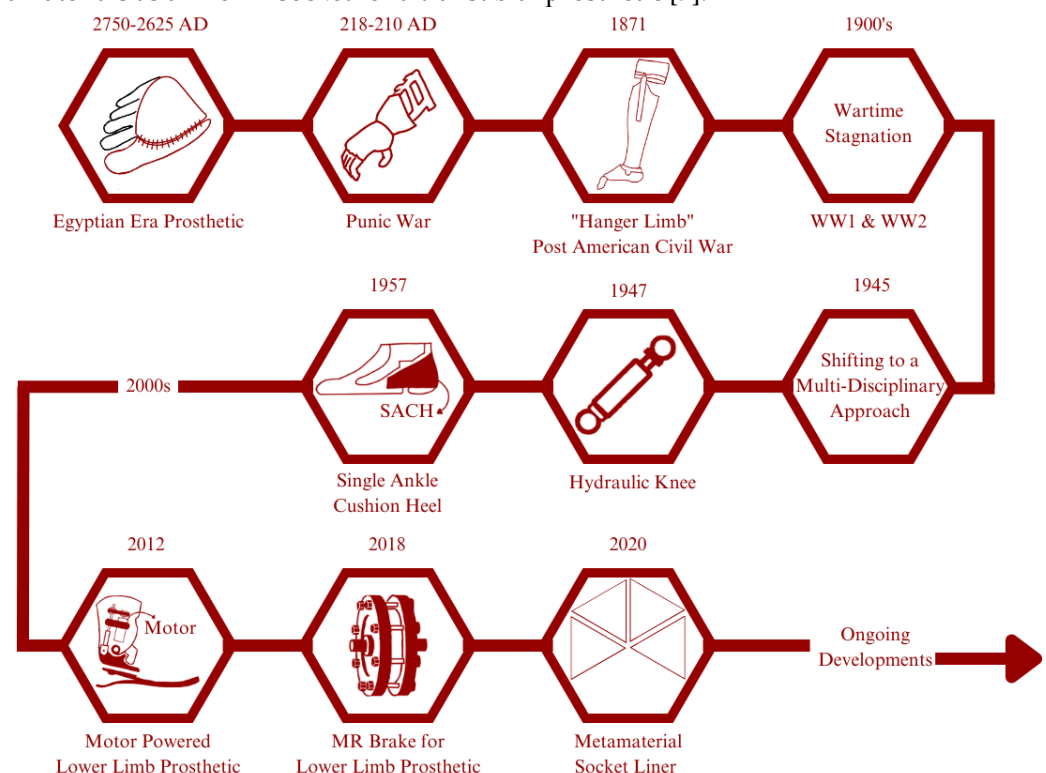 2750-2625 AD
218-210 AD
1871
1900's
Wartime
Stagnation
Egyptian Era Prosthetic
Punic War
"Hanger Limb"
Post American Civil War
WW1 & WW2
1957
1947
1945
2000s
SACH
Shifting to a
Multi-Disciplinary
Approach
Single Ankle
Cushion Heel
Hydraulic Knee
2012
2018
2020
Motor
Ongoing
Developments
Motor Powered
Lower Limb Prosthetic
MR Brake for
Lower Limb Prosthetic
Metamaterial
Socket Liner